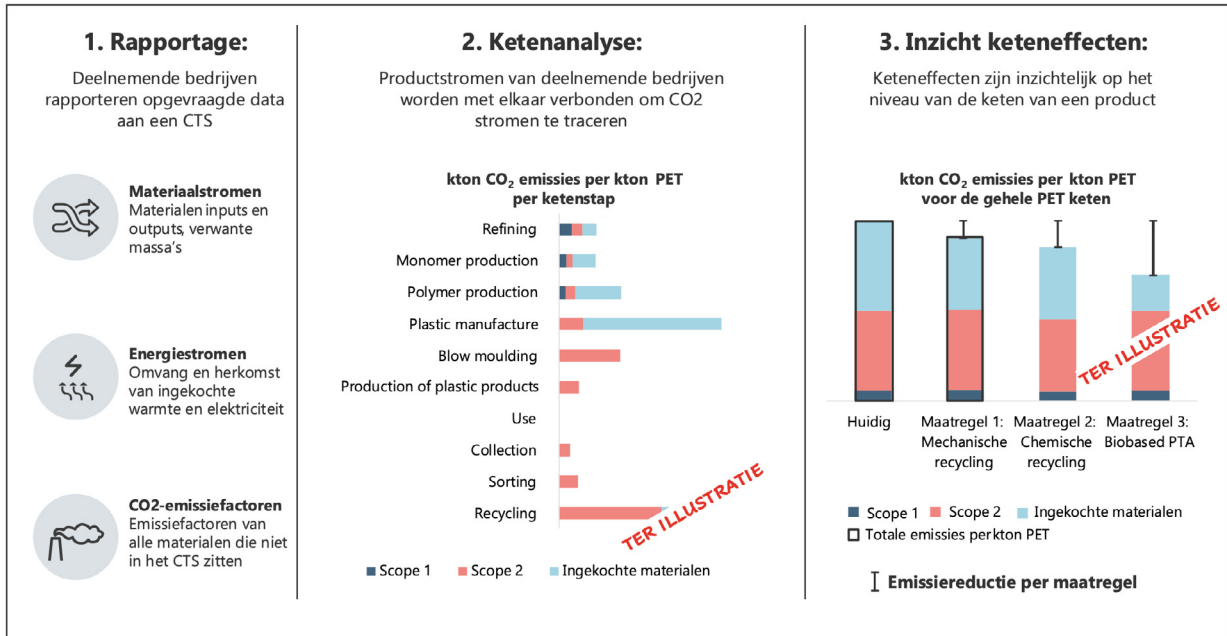 1. Rapportage:
Deelnemende bedrijven
rapporteren opgevraagde data
aan een CTS
Materiaalstromen
Materialen inputs en
outputs, verwante
massa's
Energiestromen
Omvang en herkomst
van ingekochte
warmte en elektriciteit
CO2-emissiefactoren
Emissiefactoren van
alle materialen die niet
in het CTS zitten
2. Ketenanalyse:
Productstromen van deelnemende bedrijven
worden met elkaar verbonden om CO2
stromen te traceren
kton CO₂ emissies per kton PET
per ketenstap
Refining
Monomer production
Polymer production
Plastic manufacture
Blow moulding
Production of plastic products
Use
Collection
Sorting
Recycling
TER ILLUSTRATIE
Scope 1 Scope 2 Ingekochte materialen
3. Inzicht keteneffecten:
Keteneffecten zijn inzichtelijk op het
niveau van de keten van een product
kton CO₂ emissies per kton PET
voor de gehele PET keten
TER ILLUSTRATIE
Huidig
Maatregel 1:
Mechanische
recycling
Maatregel 2:
Chemische
recycling
Maatregel 3:
Biobased PTA
Scope 1 Scope 2 Ingekochte materialen
Totale emissies perkton PET
Emissiereductie per maatregel